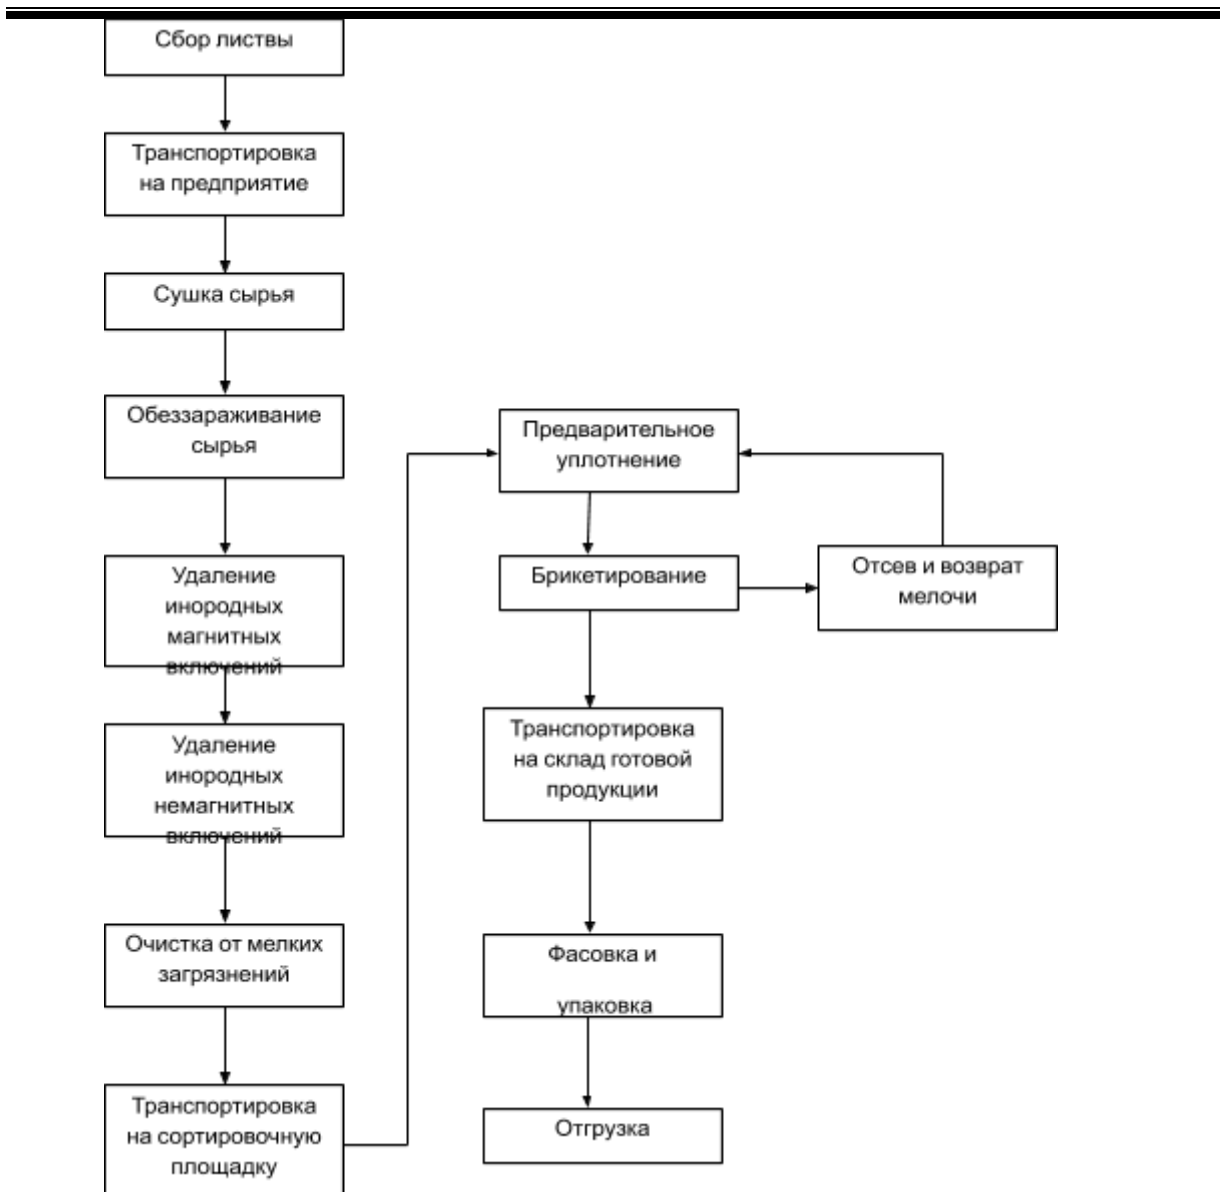 Сбор листвы
Транспортировка
на предприятие
Сушка сырья
Обеззараживание
сырья
Удаление
инородных
магнитных
включений
Удаление
инородных
немагнитных
включений
Очистка от мелких
загрязнений
Транспортировка
на сортировочную
площадку
Предварительное
уплотнение
Брикетирование
Отсев и возврат
мелочи
Транспортировка
на склад готовой
продукции
Фасовка и
упаковка
Отгрузка